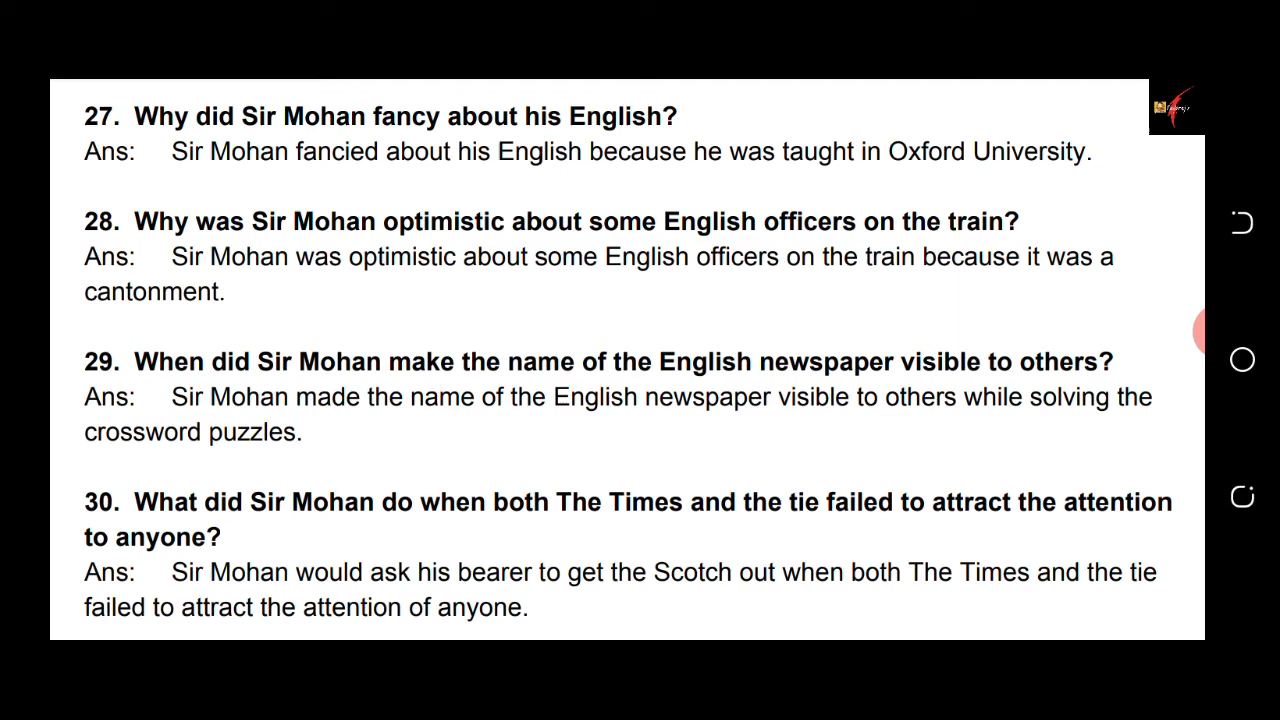 27. Why did Sir Mohan fancy about his English?
Ans: Sir Mohan fancied about his English because he was taught in Oxford University.
28. Why was Sir Mohan optimistic about some English officers on the train?
Ans: Sir Mohan was optimistic about some English officers on the train because it was a
cantonment.
29. When did Sir Mohan make the name of the English newspaper visible to others?
Ans: Sir Mohan made the name of the English newspaper visible to others while solving the
crossword puzzles.
30. What did Sir Mohan do when both The Times and the tie failed to attract the attention
to anyone?
Ans: Sir Mohan would ask his bearer to get the Scotch out when both The Times and the tie
failed to attract the attention of anyone.